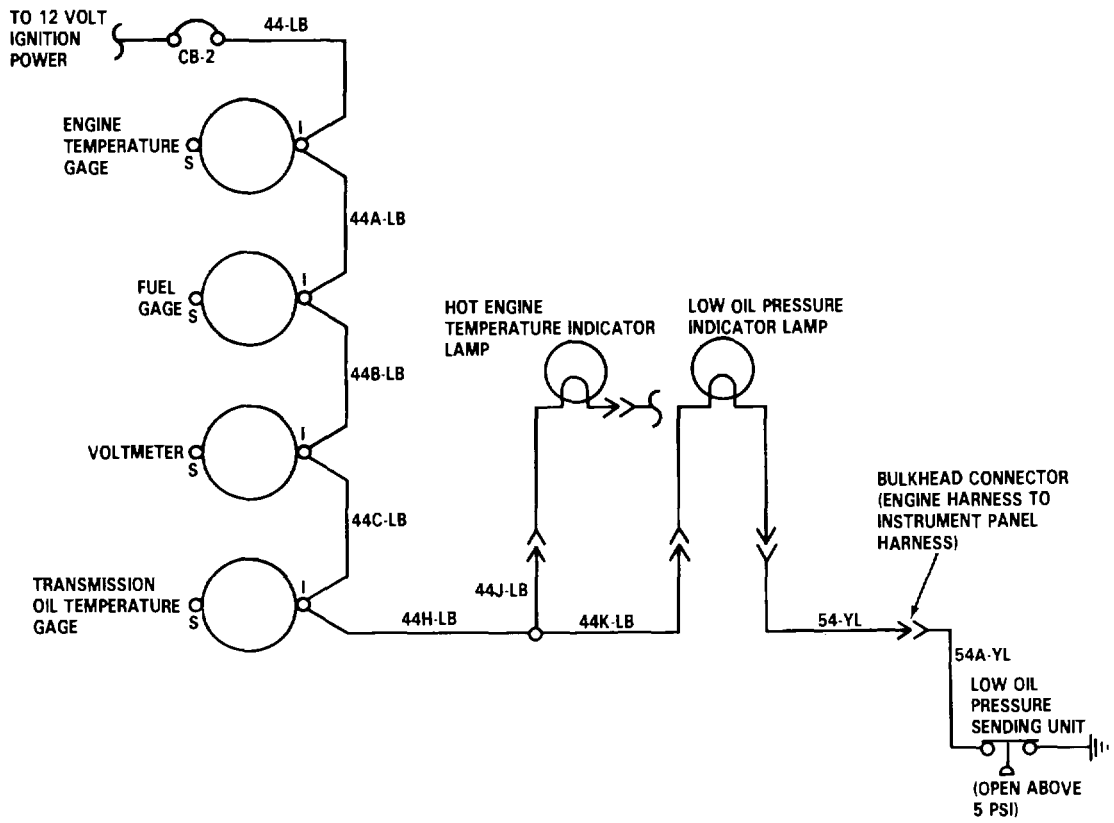 TO 12 VOLT
IGNITION
POWER
CB-2
44-LB
ENGINE
TEMPERATURE
GAGE
S
I
44A-LB
FUEL
GAGE
S
I
44B-LB
VOLTMETER
S
I
44C-LB
TRANSMISSION
OIL TEMPERATURE
GAGE
S
I
44H-LB
44J-LB
44K-LB
HOT ENGINE
TEMPERATURE INDICATOR
LAMP
LOW OIL PRESSURE
INDICATOR LAMP
BULKHEAD CONNECTOR
(ENGINE HARNESS TO
INSTRUMENT PANEL
HARNESS)
54-YL
54A-YL
LOW OIL
PRESSURE
SENDING UNIT
(OPEN ABOVE
5 PSI)